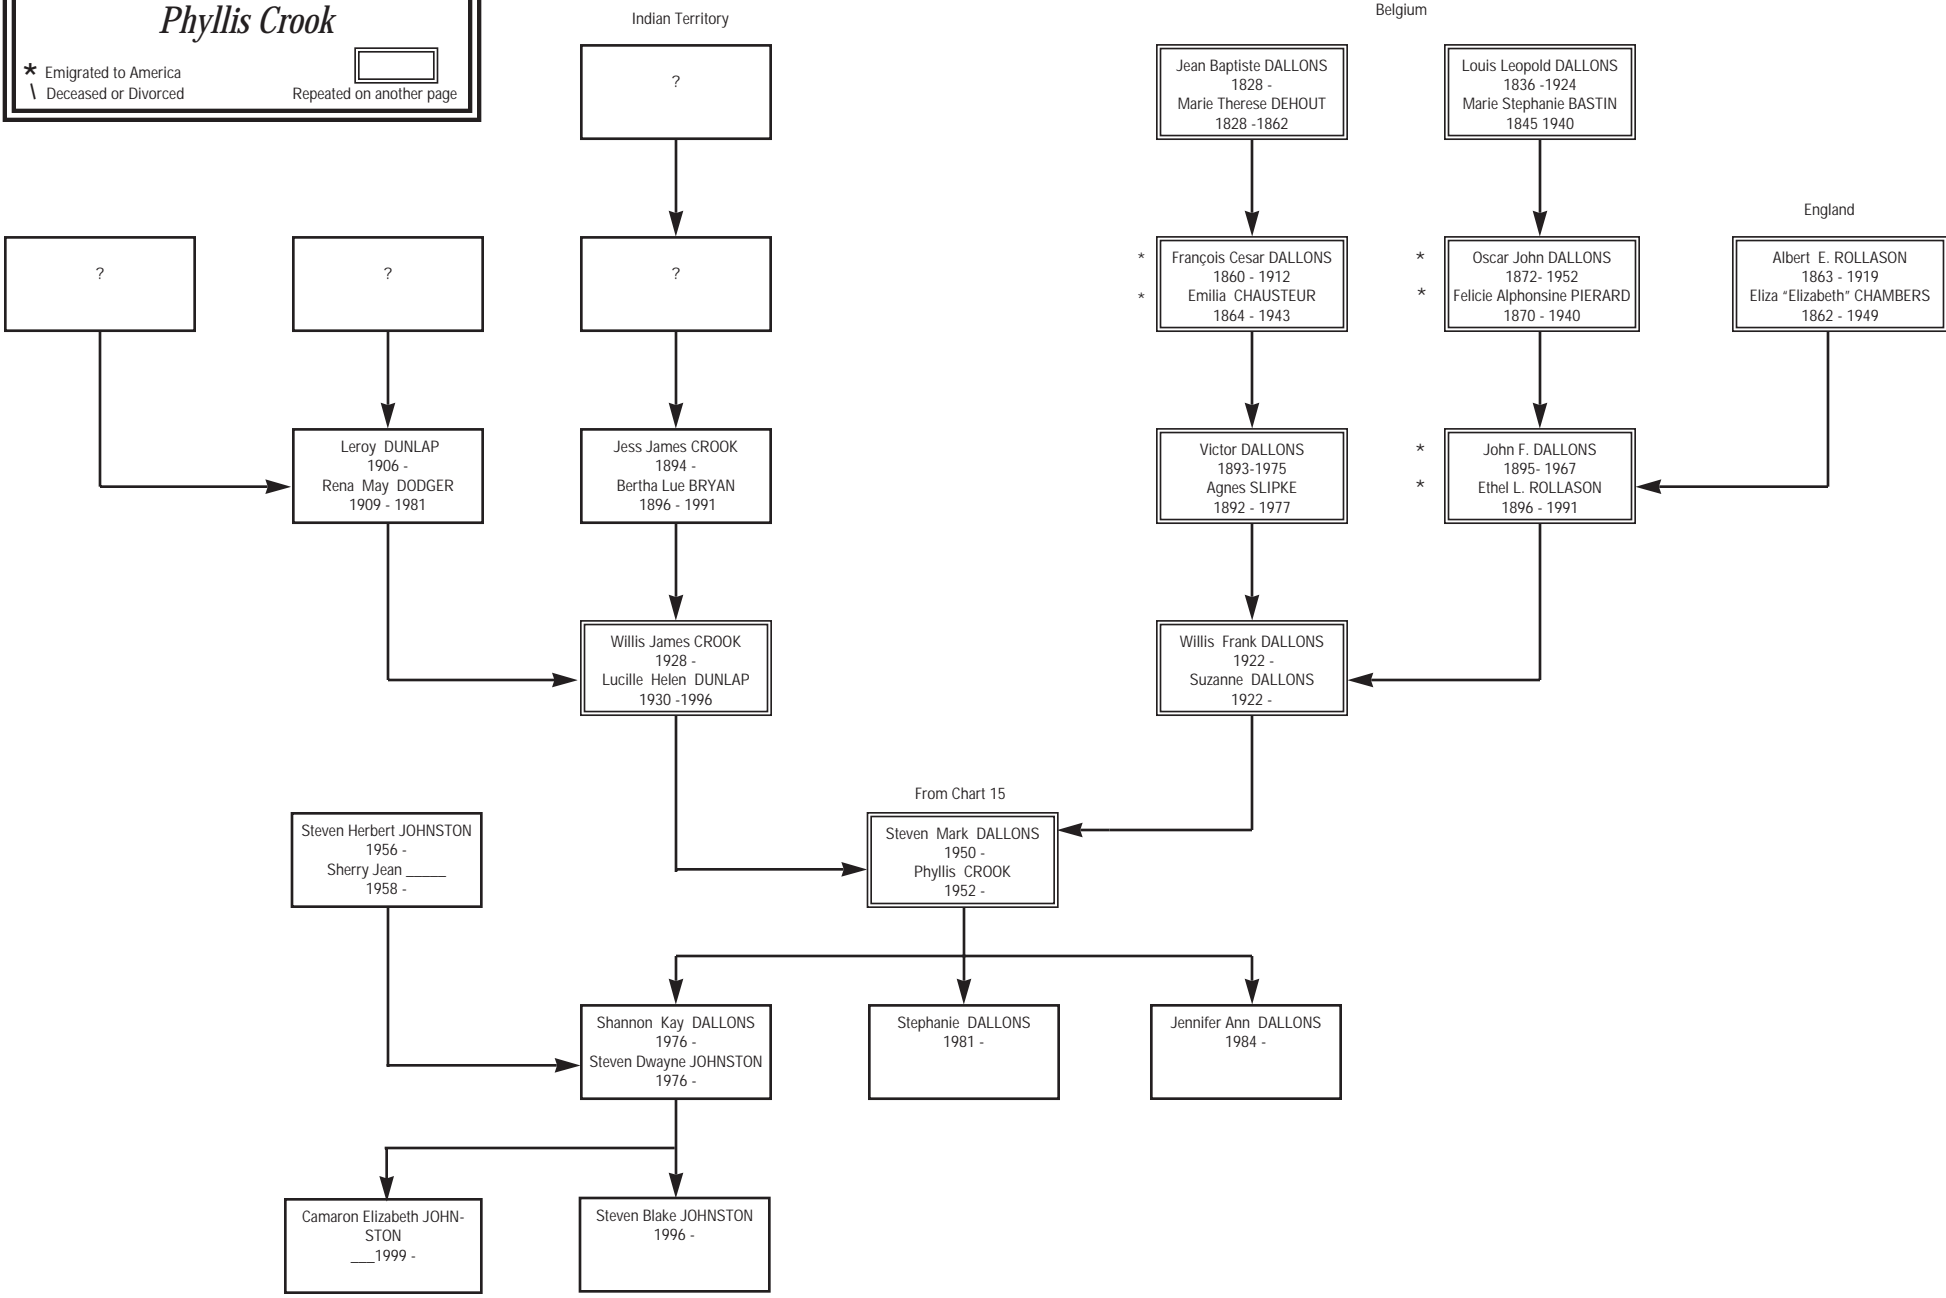 Phyllis Crook
* Emigrated to America
\ Deceased or Divorced
Repeated on another page
Indian Territory
Belgium
?
Jean Baptiste DALLONS
1828 -
Marie Therese DEHOUT
1828 -1862
Louis Leopold DALLONS
1836 -1924
Marie Stephanie BASTIN
1845 1940
England
?
?
?
* François Cesar DALLONS
1860 - 1912
* Emilia CHAUSTEUR
1864 - 1943
* Oscar John DALLONS
1872- 1952
* Felicie Alphonsine PIERARD
1870 - 1940
Albert E. ROLLASON
1863 - 1919
Eliza “Elizabeth” CHAMBERS
1862 - 1949
Leroy DUNLAP
1906 -
Rena May DODGER
1909 - 1981
Jess James CROOK
1894 -
Bertha Lue BRYAN
1896 - 1991
Victor DALLONS
1893-1975
Agnes SLIPKE
1892 - 1977
* John F. DALLONS
1895- 1967
* Ethel L. ROLLASON
1896 - 1991
Willis James CROOK
1928 -
Lucille Helen DUNLAP
1930 -1996
Willis Frank DALLONS
1922 -
Suzanne DALLONS
1922 -
From Chart 15
Steven Herbert JOHNSTON
1956 -
Sherry Jean _____
1958 -
Steven Mark DALLONS
1950 -
Phyllis CROOK
1952 -
Shannon Kay DALLONS
1976 -
Steven Dwayne JOHNSTON
1976 -
Stephanie DALLONS
1981 -
Jennifer Ann DALLONS
1984 -
Camaron Elizabeth JOHN-
STON
___1999 -
Steven Blake JOHNSTON
1996 -